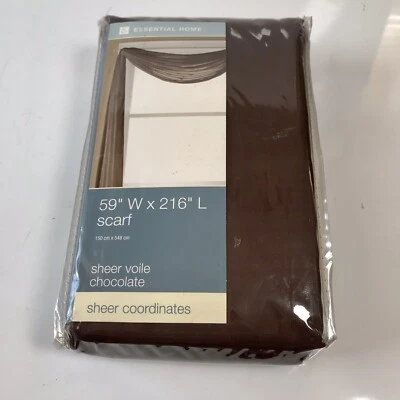 ESSENTIAL HOME
59" W x 216" L
scarf
150 cm x 548 cm
sheer voile
chocolate
sheer coordinates